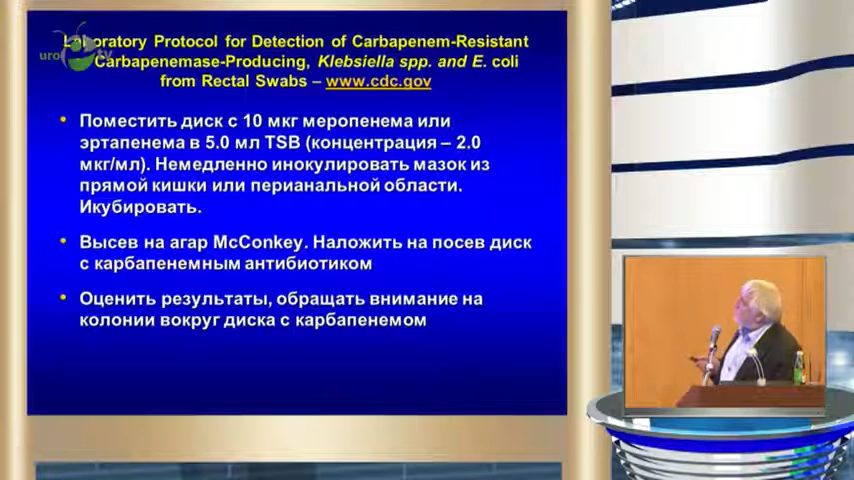 Laboratory Protocol for Detection of Carbapenem-Resistant
Carbapenemase-Producing, Klebsiella spp. and E. coli
from Rectal Swabs – www.cdc.gov
uro tv
• Поместить диск с 10 мкг меропенема или
эртапенема в 5.0 мл TSB (концентрация – 2.0
мкг/мл). Немедленно инокулировать мазок из
прямой кишки или перианальной области.
Икубировать.
• Высев на агар McConkey. Наложить на посев диск
с карбапенемным антибиотиком
• Оценить результаты, обращать внимание на
колонии вокруг диска с карбапенемом